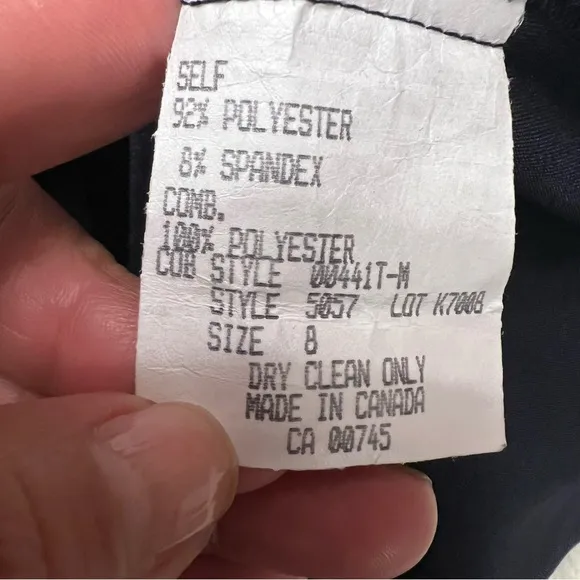 SELF
92% POLYESTER
8% SPANDEX
COMB.
100% POLYESTER
STYLE 00441T-M
STYLE 5057 LOT K7008
SIZE 8
DRY CLEAN ONLY
MADE IN CANADA
CA 00745